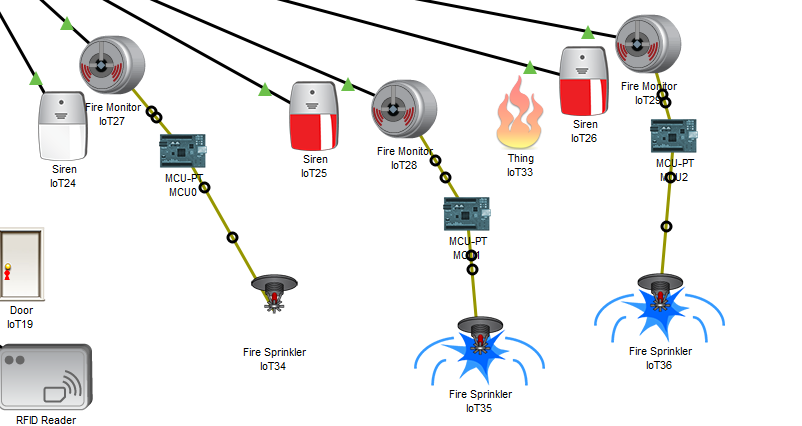 Fire Monitor
IoT27
Siren
IoT24
MCU-PT
MCU0
Siren
IoT25
Fire Monitor
IoT28
Thing
IoT33
Siren
IoT26
Fire Monitor
IoT29
MCU-PT
MCU1
MCU-PT
MCU2
Door
IoT19
Fire Sprinkler
IoT34
Fire Sprinkler
IoT35
Fire Sprinkler
IoT36
RFID Reader